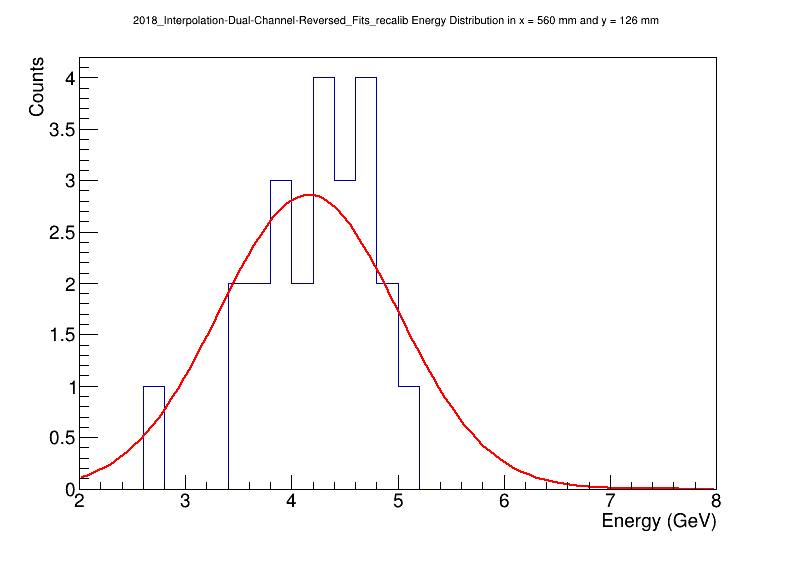 2018_Interpolation-Dual-Channel-Reversed_Fits_recalib Energy Distribution in x = 560 mm and y = 126 mm
Counts
4
3.5
3
2.5
2
1.5
1
0.5
0
2 3 4 5 6 7 8
Energy (GeV)